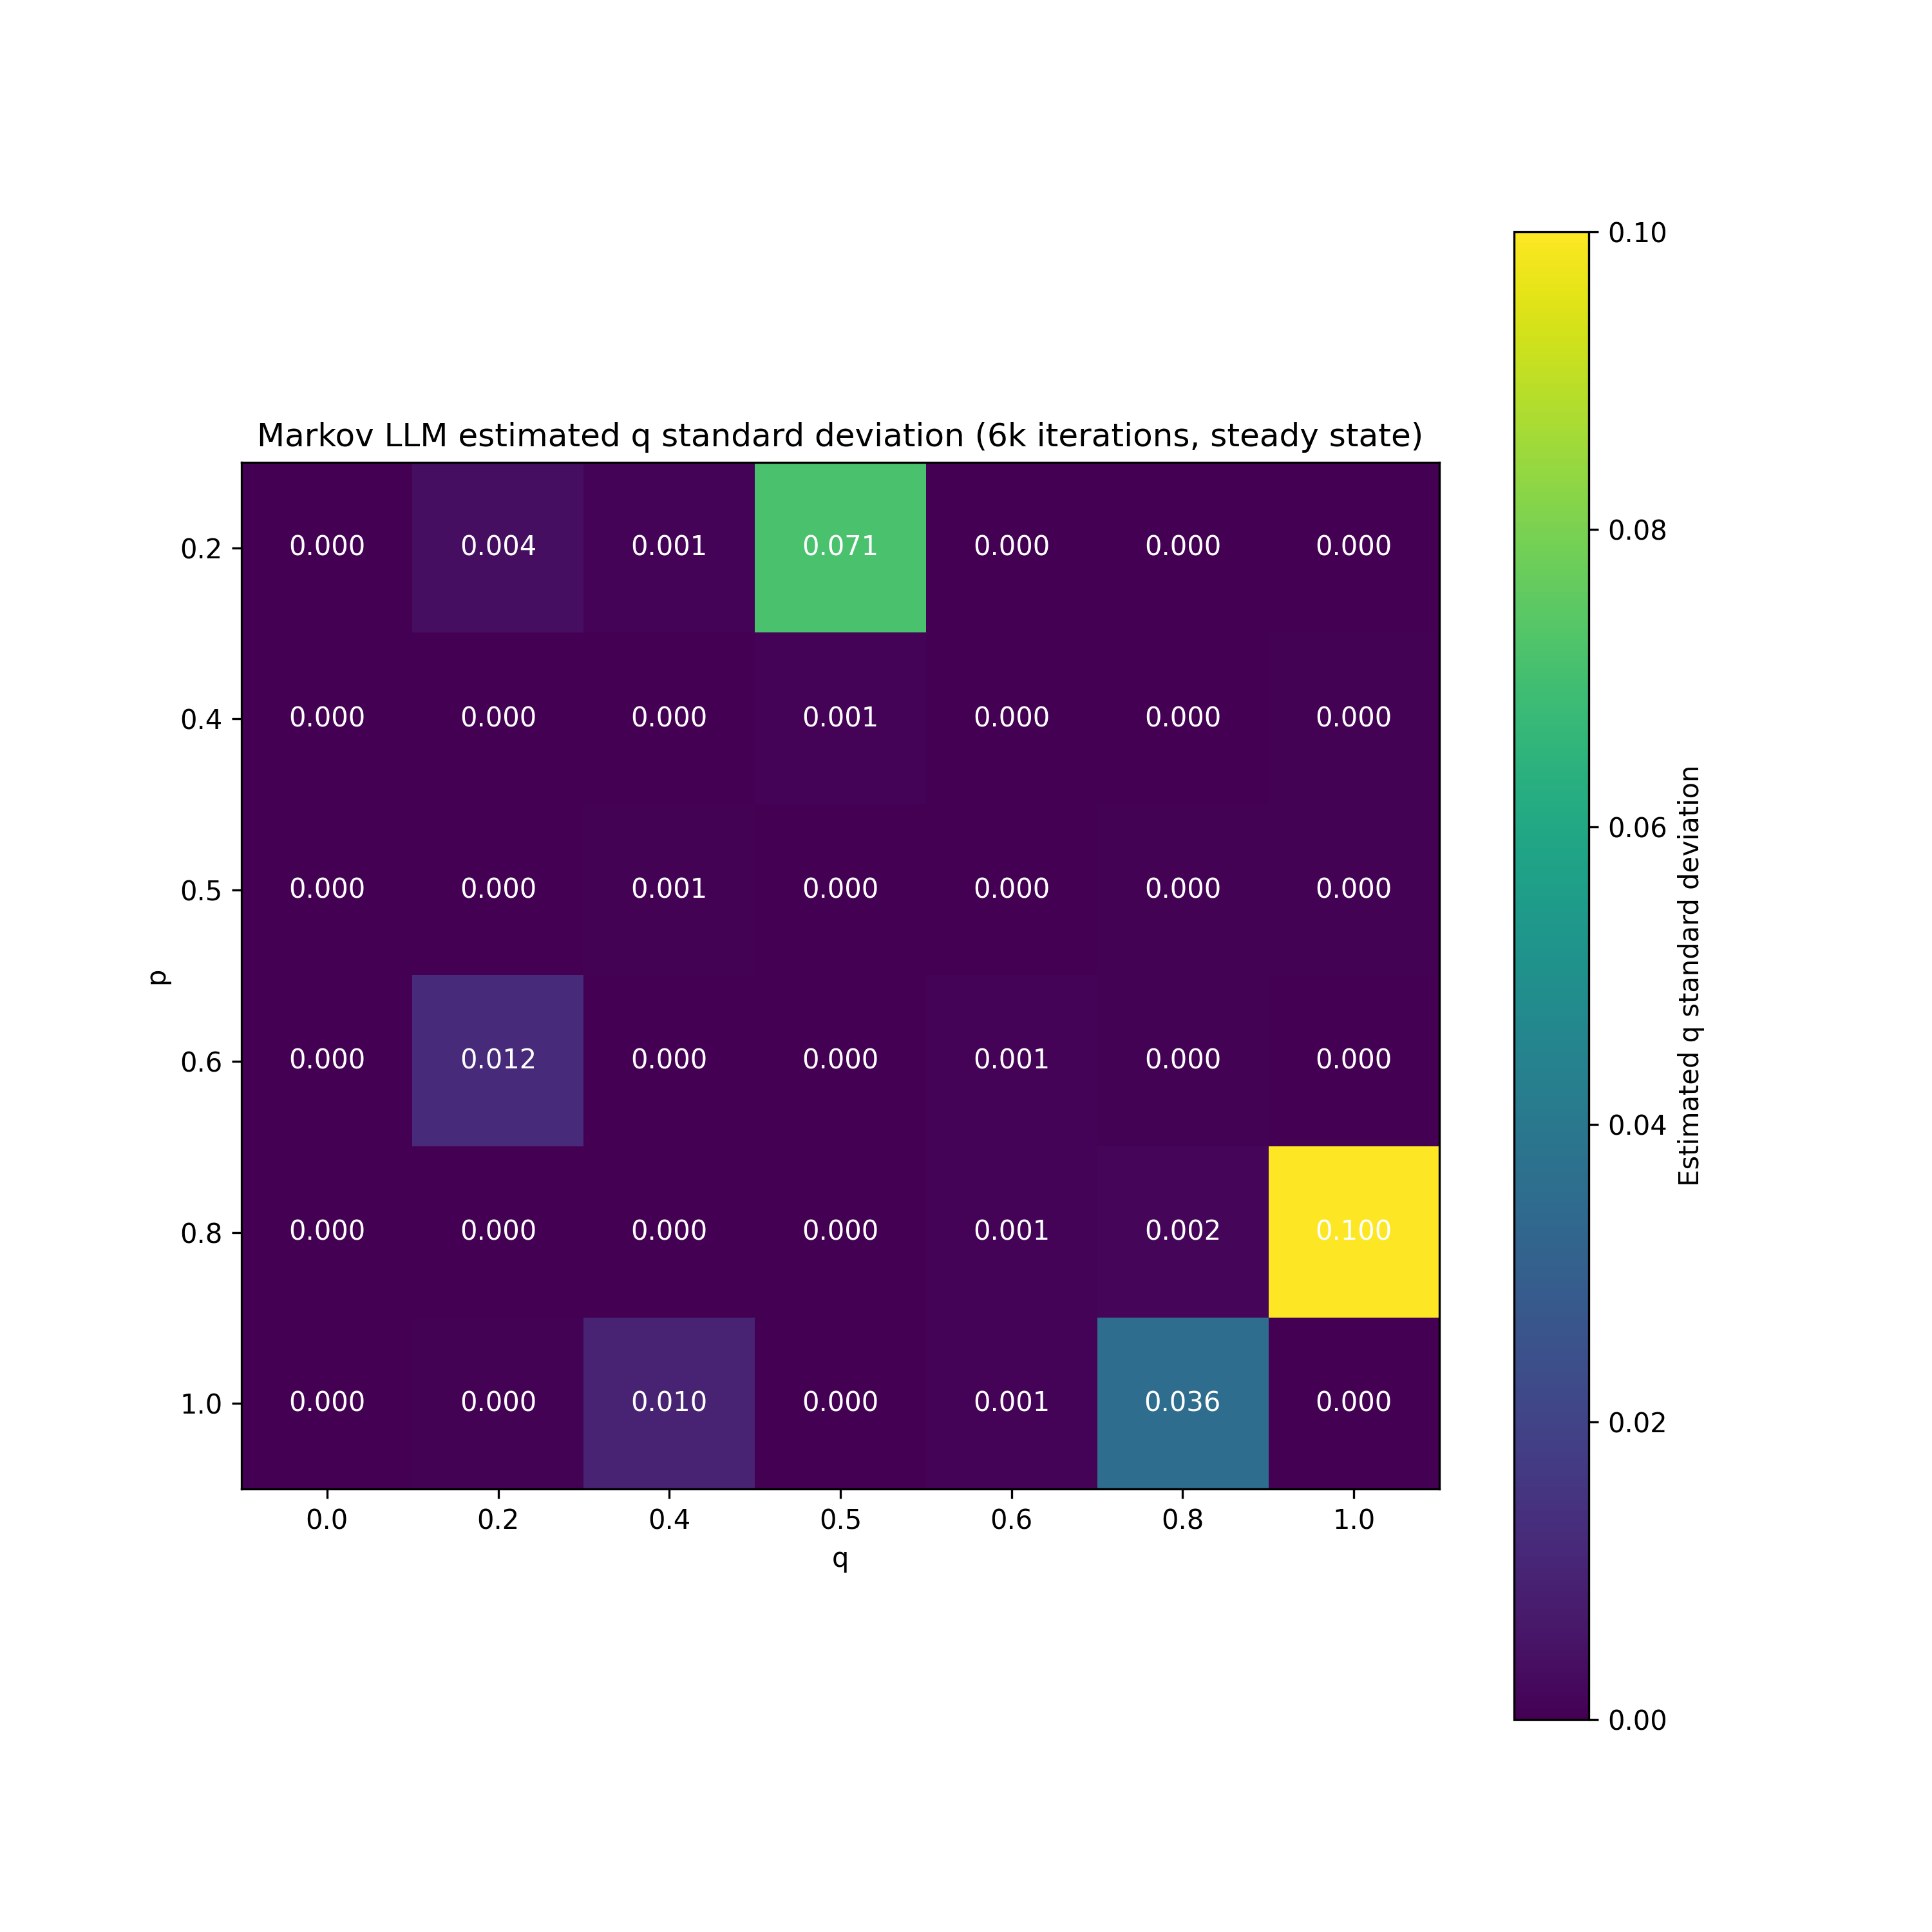 Markov LLM estimated q standard deviation (6k iterations, steady state)
0.2 0.000 0.004 0.001 0.071 0.000 0.000 0.000
0.4 0.000 0.000 0.000 0.001 0.000 0.000 0.000
0.5 0.000 0.000 0.001 0.000 0.000 0.000 0.000
0.6 0.000 0.012 0.000 0.000 0.001 0.000 0.000
0.8 0.000 0.000 0.000 0.000 0.001 0.002 0.100
1.0 0.000 0.000 0.010 0.000 0.001 0.036 0.000
0.0 0.2 0.4 0.5 0.6 0.8 1.0
q
p
0.10
0.08
0.06
0.04
0.02
0.00
Estimated q standard deviation